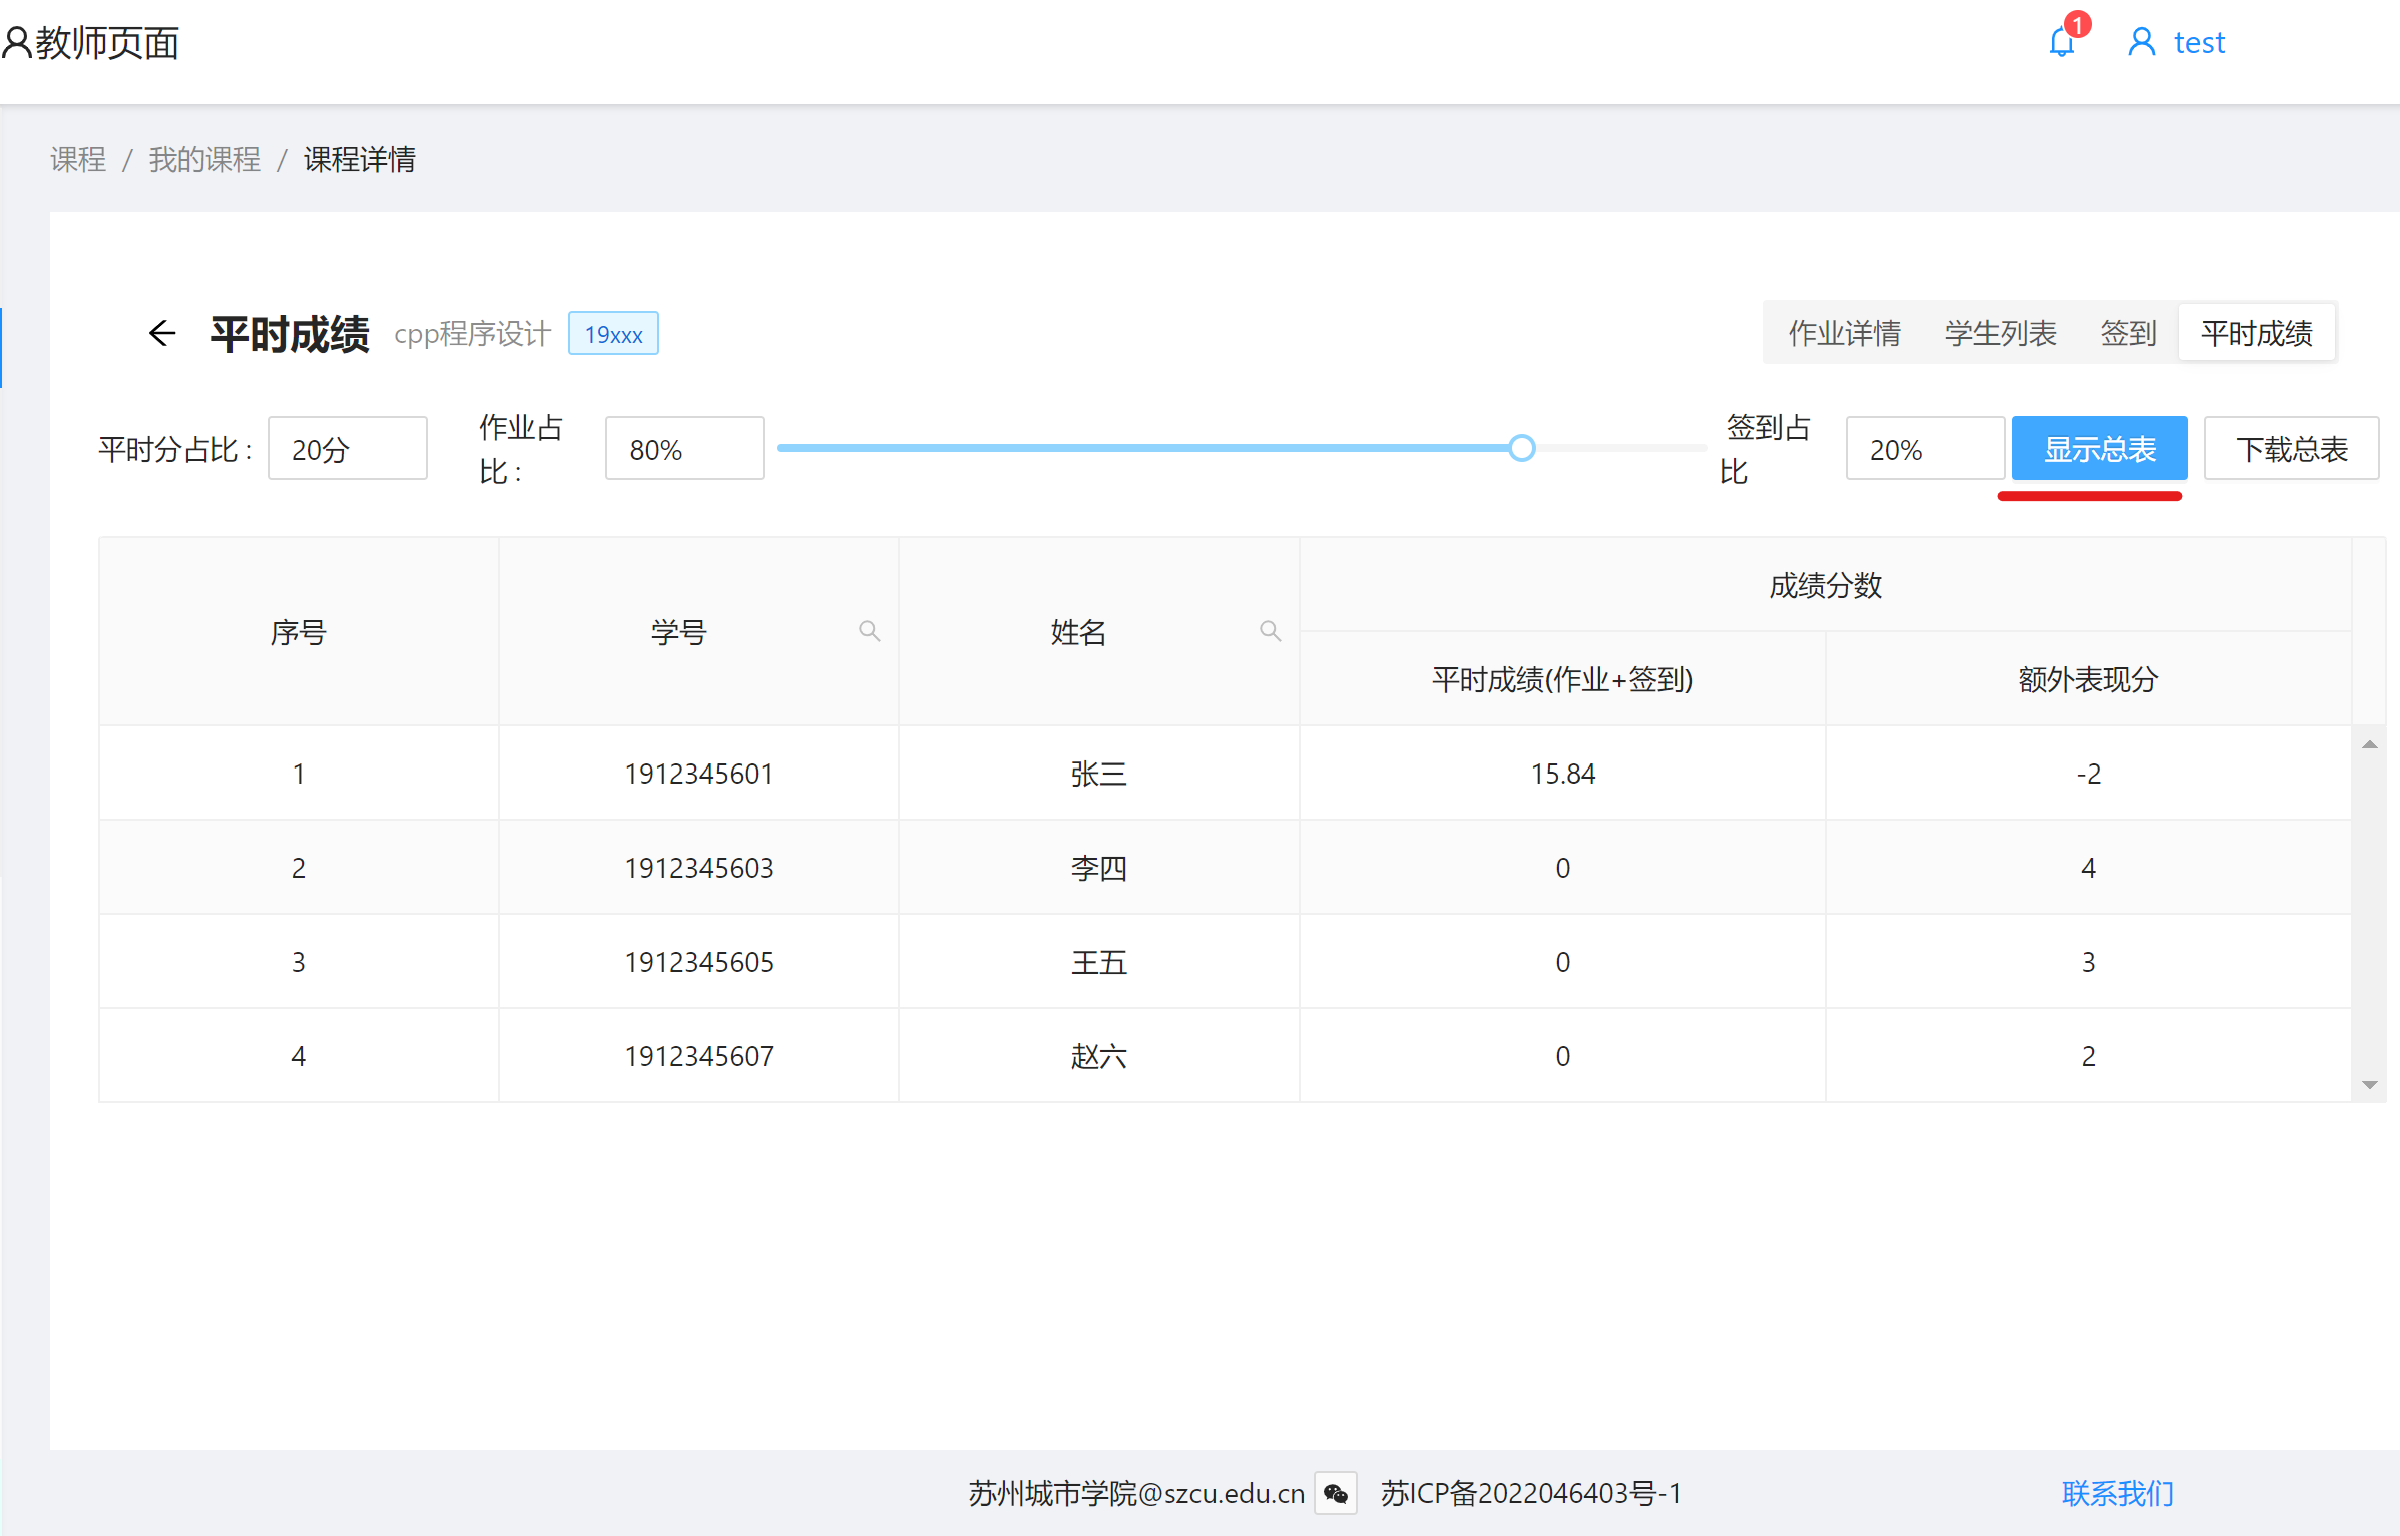 教师页面
1
test
课程 / 我的课程 / 课程详情
平时成绩 cpp程序设计 19xxx
作业详情 学生列表 签到 平时成绩
平时分占比： 20分
作业占
比：
80%
签到占
比
20%
显示总表 下载总表
序号 学号 姓名 成绩分数
平时成绩(作业+签到) 额外表现分
1 1912345601 张三 15.84 -2
2 1912345603 李四 0 4
3 1912345605 王五 0 3
4 1912345607 赵六 0 2
苏州城市学院@szcu.edu.cn 苏ICP备2022046403号-1 联系我们